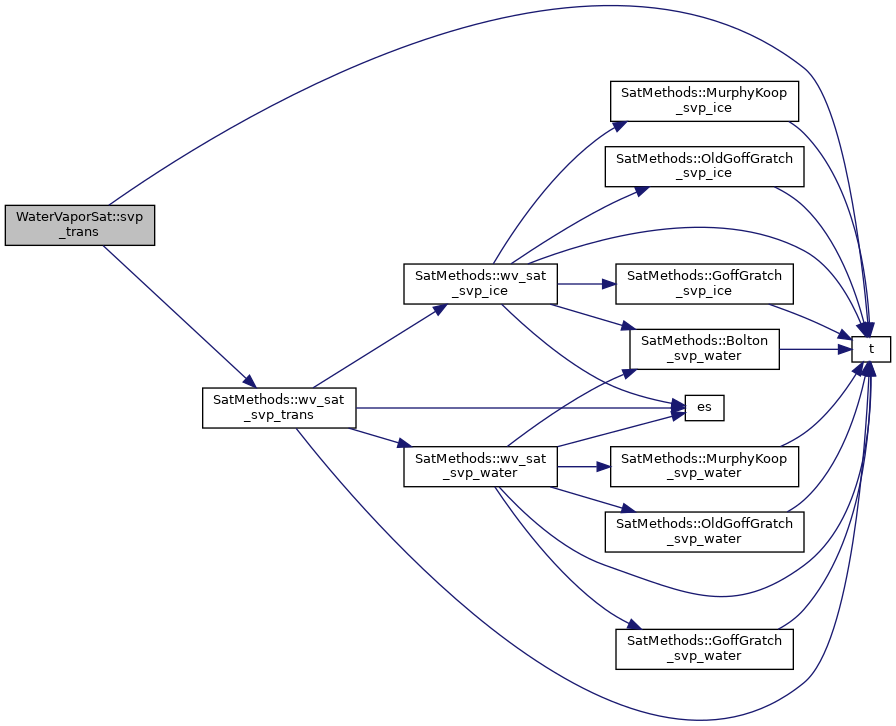 WaterVaporSat::svp
_trans
SatMethods::wv_sat
_svp_trans
SatMethods::wv_sat
_svp_ice
SatMethods::wv_sat
_svp_water
SatMethods::MurphyKoop
_svp_ice
SatMethods::OldGoffGratch
_svp_ice
SatMethods::GoffGratch
_svp_ice
SatMethods::Bolton
_svp_water
es
SatMethods::MurphyKoop
_svp_water
SatMethods::OldGoffGratch
_svp_water
SatMethods::GoffGratch
_svp_water
t